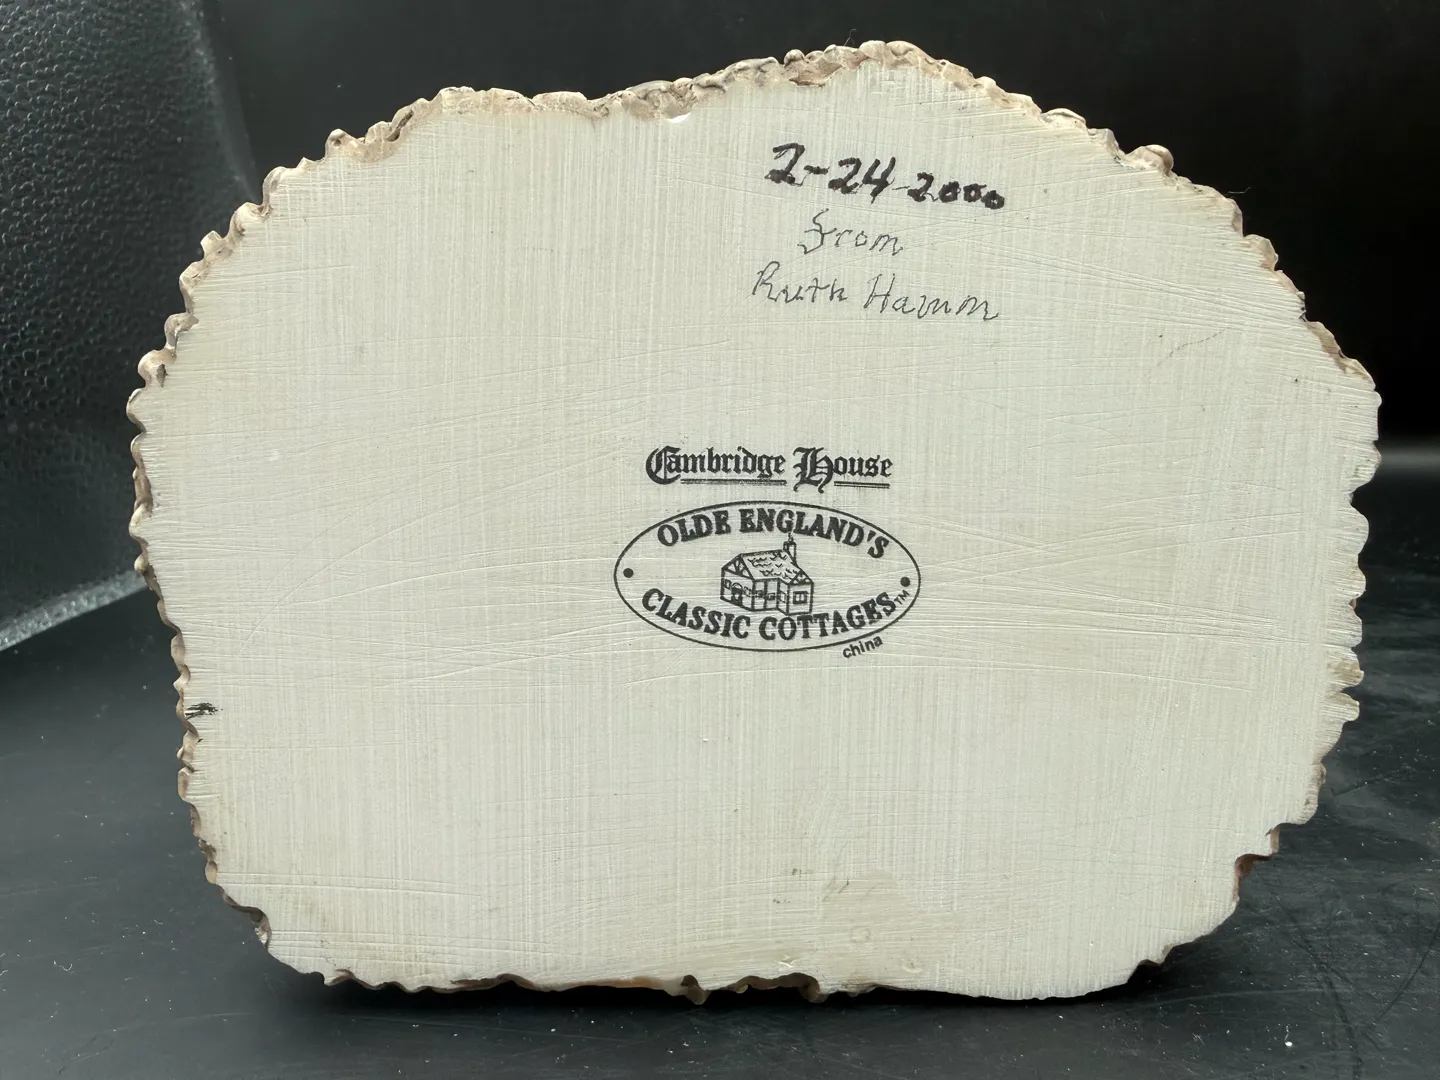 2-24-2000
from
Ruth Hamm
Cambridge House
OLDE ENGLAND'S
CLASSIC COTTAGES™
china